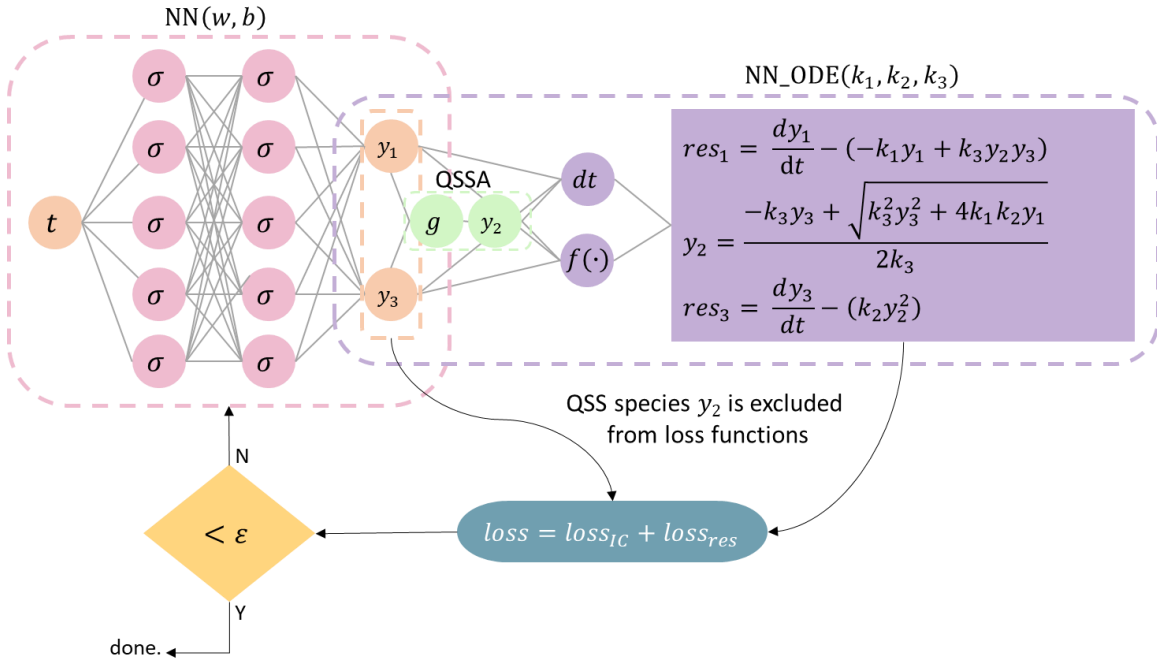 NN(w, b)
NN_ODE(k₁, k₂, k₃)
t
σ
σ
σ
σ
σ
σ
σ
σ
σ
σ
y₁
y₃
QSSA
g
y₂
dt
f(·)
res₁ = dy₁/dt − (−k₁y₁ + k₃y₂y₃)
y₂ = (−k₃y₃ + √(k₃²y₃² + 4k₁k₂y₁))/(2k₃)
res₃ = dy₃/dt − (k₂y₂²)
QSS species y₂ is excluded
from loss functions
loss = loss_IC + loss_res
< ε
N
Y
done.